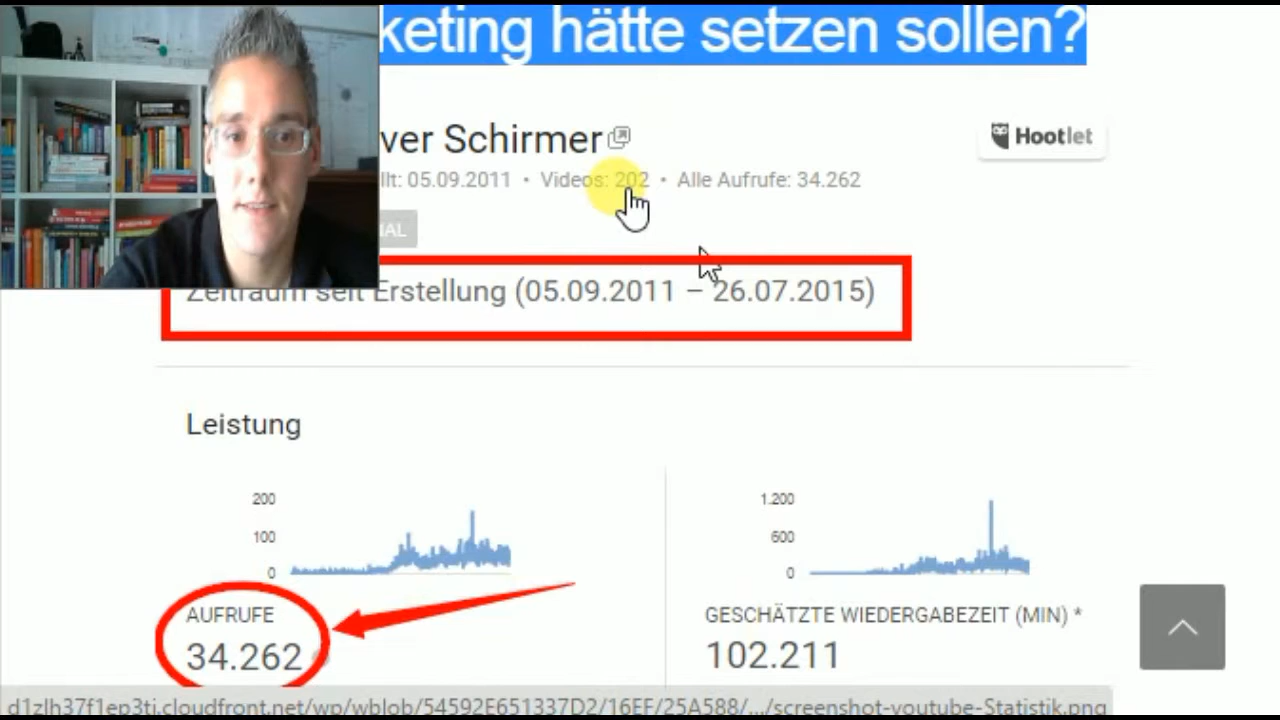 keting hätte setzen sollen?
ver Schirmer
Hootlet
llt: 05.09.2011 • Videos: 202 • Alle Aufrufe: 34.262
IAL
Zeitraum seit Erstellung (05.09.2011 – 26.07.2015)
Leistung
200
100
0
1.200
600
0
AUFRUFE
34.262
GESCHÄTZTE WIEDERGABEZEIT (MIN) *
102.211
d1zlh37f1ep3tj.cloudfront.net/wp/wblob/54592E651337D2/16EF/25A588/.../screenshot-youtube-Statistik.png